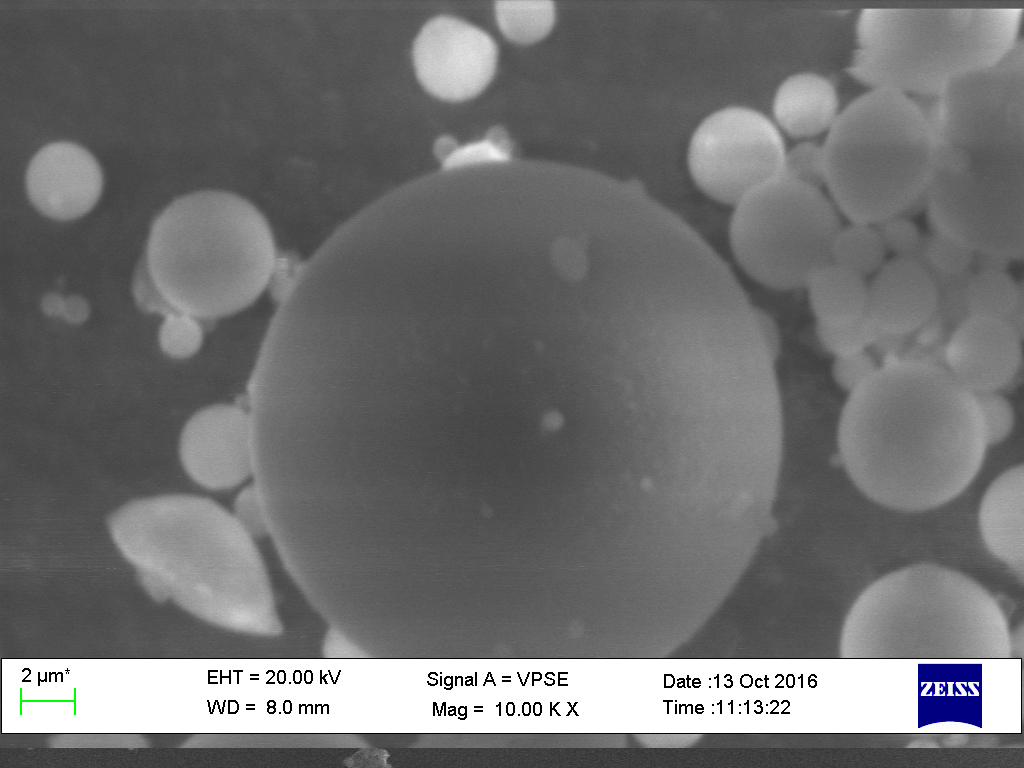 2 µm*
EHT = 20.00 kV
WD = 8.0 mm
Signal A = VPSE
Mag = 10.00 K X
Date :13 Oct 2016
Time :11:13:22
ZEISS